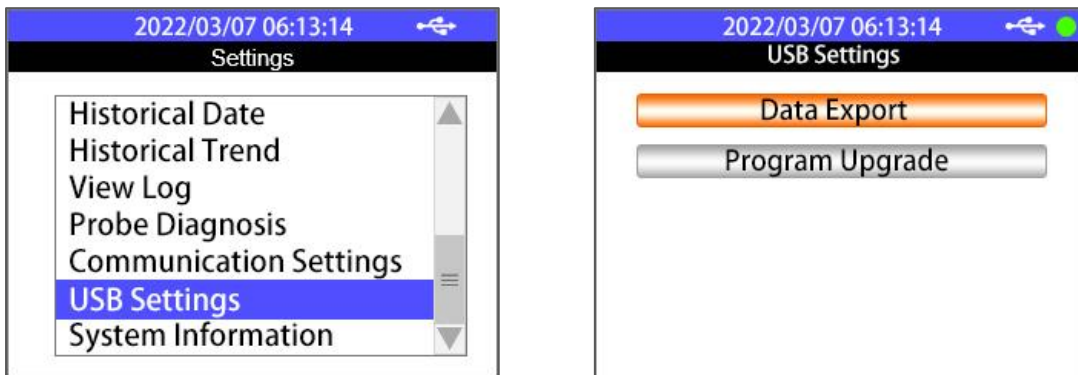 2022/03/07 06:13:14
Settings
Historical Date
Historical Trend
View Log
Probe Diagnosis
Communication Settings
USB Settings
System Information
2022/03/07 06:13:14
USB Settings
Data Export
Program Upgrade